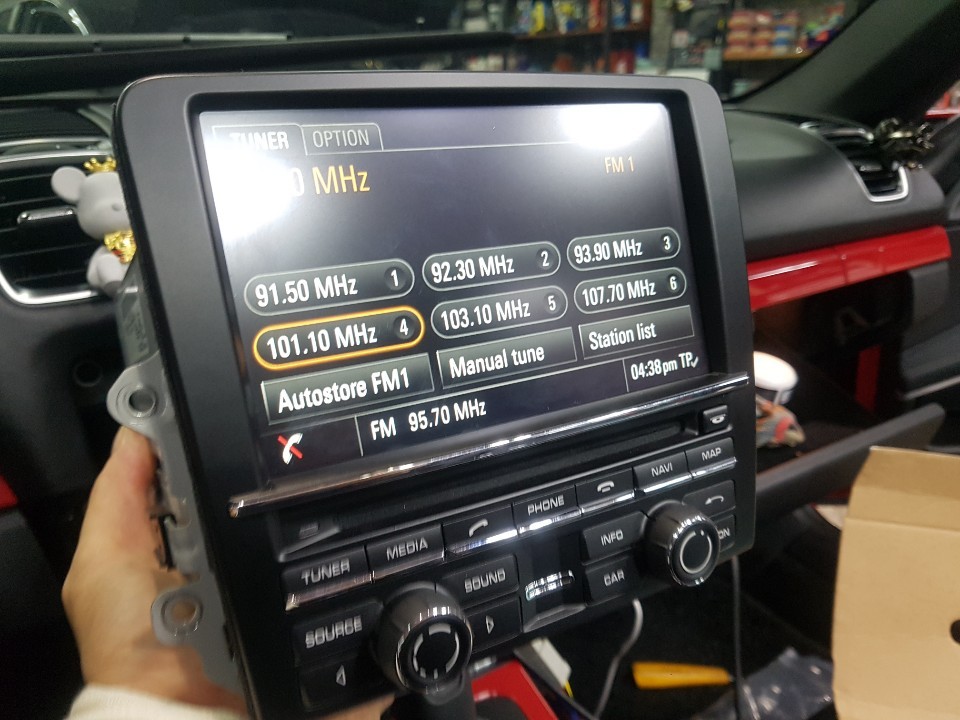 TUNER OPTION
0 MHz FM 1
91.50 MHz 1 92.30 MHz 2 93.90 MHz 3
101.10 MHz 4 103.10 MHz 5 107.70 MHz 6
Autostore FM1 Manual tune Station list
FM 95.70 MHz 04:38pm TP
TUNER MEDIA PHONE NAVI MAP
SOURCE SOUND INFO CAR